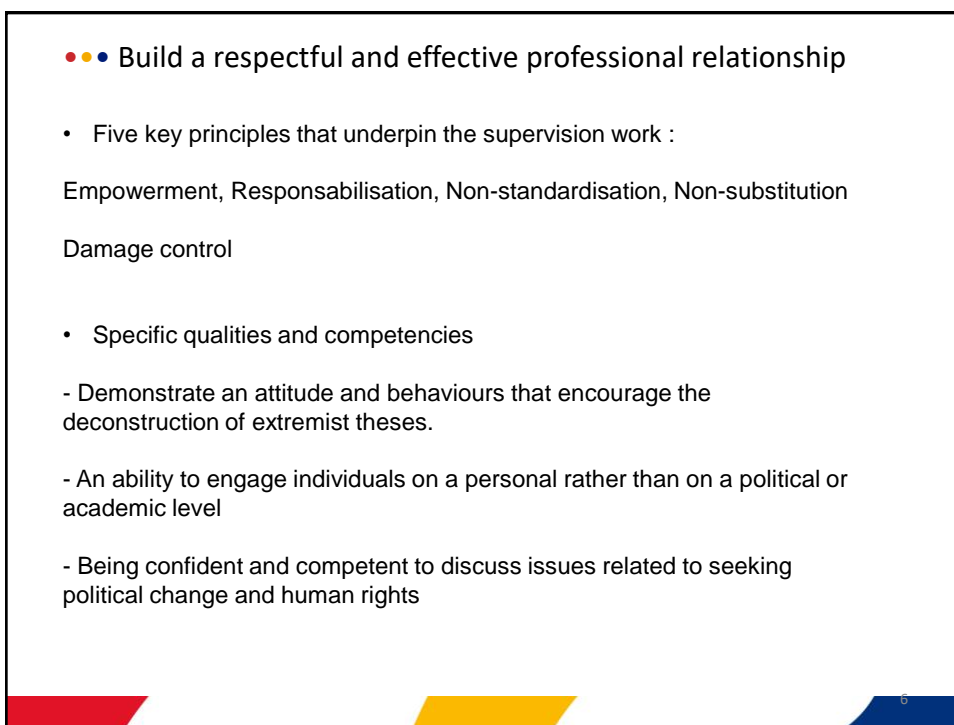 ••• Build a respectful and effective professional relationship
• Five key principles that underpin the supervision work :
Empowerment, Responsabilisation, Non-standardisation, Non-substitution
Damage control
• Specific qualities and competencies
- Demonstrate an attitude and behaviours that encourage the
deconstruction of extremist theses.
- An ability to engage individuals on a personal rather than on a political or
academic level
- Being confident and competent to discuss issues related to seeking
political change and human rights
6